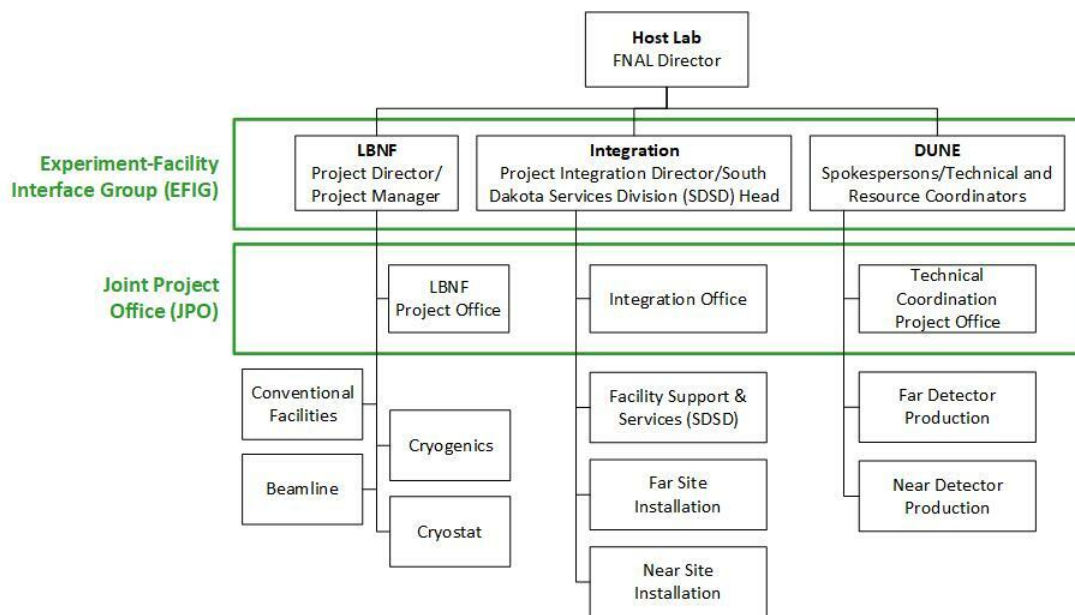 Host Lab
FNAL Director
Experiment-Facility
Interface Group (EFIG)
LBNF
Project Director/
Project Manager
Integration
Project Integration Director/South
Dakota Services Division (SDSD) Head
DUNE
Spokespersons/Technical and
Resource Coordinators
Joint Project
Office (JPO)
LBNF
Project Office
Integration Office
Technical
Coordination
Project Office
Conventional
Facilities
Cryogenics
Beamline
Cryostat
Facility Support &
Services (SDSD)
Far Site
Installation
Near Site
Installation
Far Detector
Production
Near Detector
Production